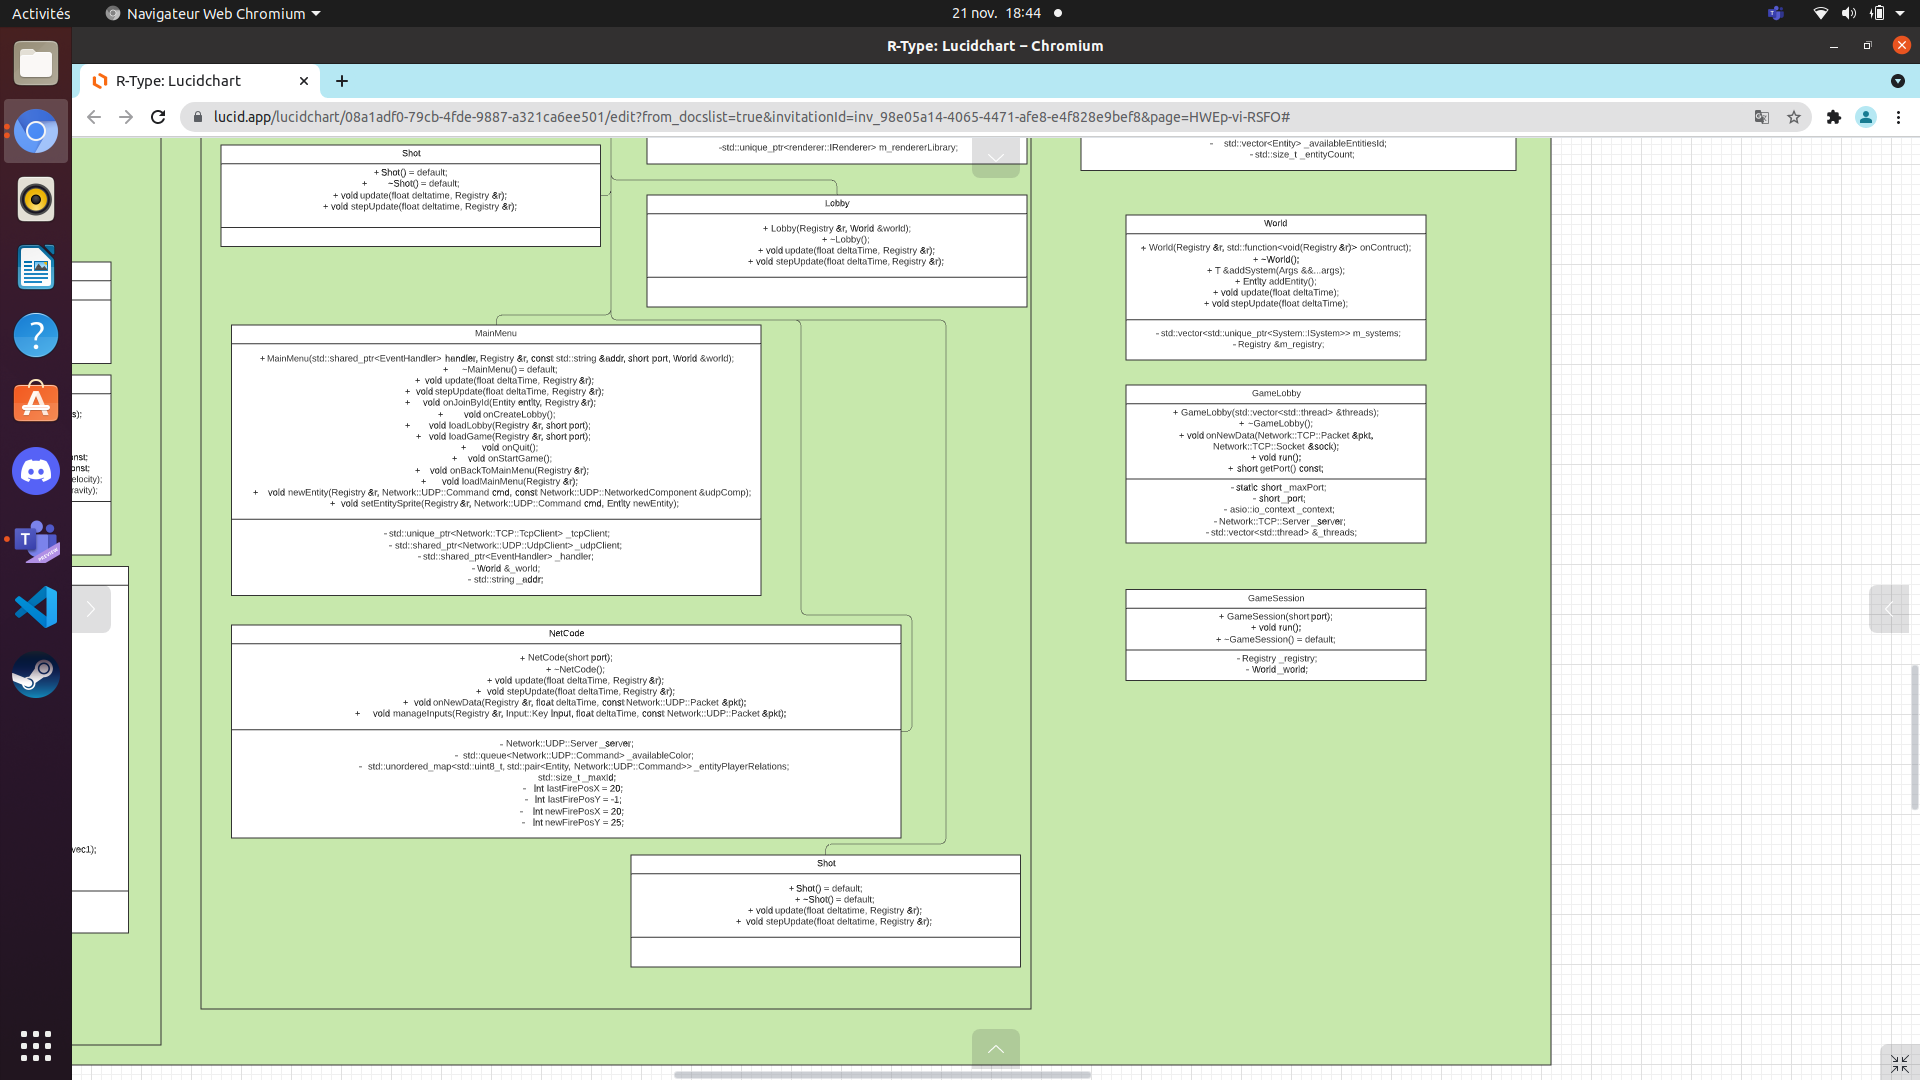 Activités
Navigateur Web Chromium
21 nov. 18:44
R-Type: Lucidchart – Chromium
R-Type: Lucidchart
lucid.app/lucidchart/08a1adf0-79cb-4fde-9887-a321ca6ee501/edit?from_docslist=true&invitationId=inv_98e05a14-4065-4471-afe8-e4f828e9bef8&page=HWEp-vi-RSFO#
s);
nst;
onst;
elocity);
ravity);
vec1);
Shot
+ Shot() = default;
+ ~Shot() = default;
+ void update(float deltatime, Registry &r);
+ void stepUpdate(float deltatime, Registry &r);
-std::unique_ptr<renderer::IRenderer> m_rendererLibrary;
Lobby
+ Lobby(Registry &r, World &world);
+ ~Lobby();
+ void update(float deltaTime, Registry &r);
+ void stepUpdate(float deltaTime, Registry &r);
MainMenu
+ MainMenu(std::shared_ptr<EventHandler> handler, Registry &r, const std::string &addr, short port, World &world);
+ ~MainMenu() = default;
+ void update(float deltaTime, Registry &r);
+ void stepUpdate(float deltaTime, Registry &r);
+ void onJoinById(Entity entity, Registry &r);
+ void onCreateLobby();
+ void loadLobby(Registry &r, short port);
+ void loadGame(Registry &r, short port);
+ void onQuit();
+ void onStartGame();
+ void onBackToMainMenu(Registry &r);
+ void loadMainMenu(Registry &r);
+ void newEntity(Registry &r, Network::UDP::Command cmd, const Network::UDP::NetworkedComponent &udpComp);
+ void setEntitySprite(Registry &r, Network::UDP::Command cmd, Entity newEntity);
- std::unique_ptr<Network::TCP::TcpClient> _tcpClient;
- std::shared_ptr<Network::UDP::UdpClient> _udpClient;
- std::shared_ptr<EventHandler> _handler;
- World &_world;
- std::string _addr;
NetCode
+ NetCode(short port);
+ ~NetCode();
+ void update(float deltaTime, Registry &r);
+ void stepUpdate(float deltaTime, Registry &r);
+ void onNewData(Registry &r, float deltaTime, const Network::UDP::Packet &pkt);
+ void manageInputs(Registry &r, Input::Key input, float deltaTime, const Network::UDP::Packet &pkt);
- Network::UDP::Server _server;
- std::queue<Network::UDP::Command> _availableColor;
- std::unordered_map<std::uint8_t, std::pair<Entity, Network::UDP::Command>> _entityPlayerRelations;
std::size_t _maxId;
- int lastFirePosX = 20;
- int lastFirePosY = -1;
- int newFirePosX = 20;
- int newFirePosY = 25;
Shot
+ Shot() = default;
+ ~Shot() = default;
+ void update(float deltatime, Registry &r);
+ void stepUpdate(float deltatime, Registry &r);
- std::vector<Entity> _availableEntitiesId;
- std::size_t _entityCount;
World
+ World(Registry &r, std::function<void(Registry &r)> onContruct);
+ ~World();
+ T &addSystem(Args &&...args);
+ Entity addEntity();
+ void update(float deltaTime);
+ void stepUpdate(float deltaTime);
- std::vector<std::unique_ptr<System::ISystem>> m_systems;
- Registry &m_registry;
GameLobby
+ GameLobby(std::vector<std::thread> &threads);
+ ~GameLobby();
+ void onNewData(Network::TCP::Packet &pkt,
Network::TCP::Socket &sock);
+ void run();
+ short getPort() const;
- static short _maxPort;
- short _port;
- asio::io_context _context;
- Network::TCP::Server _server;
- std::vector<std::thread> &_threads;
GameSession
+ GameSession(short port);
+ void run();
+ ~GameSession() = default;
- Registry _registry;
- World _world;